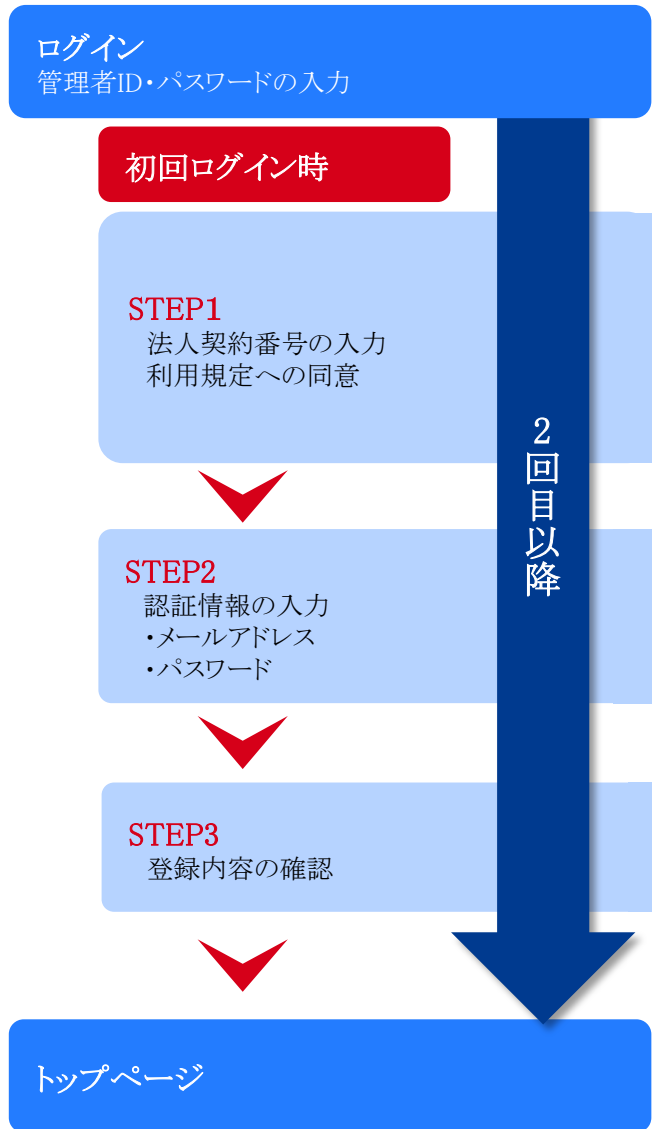 ログイン
管理者ID・パスワードの入力
初回ログイン時
STEP1
法人契約番号の入力
利用規定への同意
2回目以降
STEP2
認証情報の入力
・メールアドレス
・パスワード
STEP3
登録内容の確認
トップページ